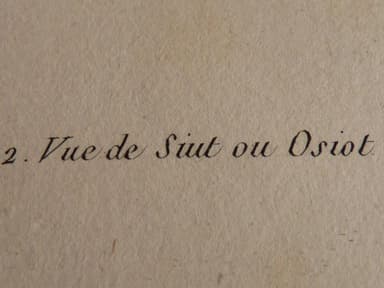 2. Vue de Siut ou Osiot.